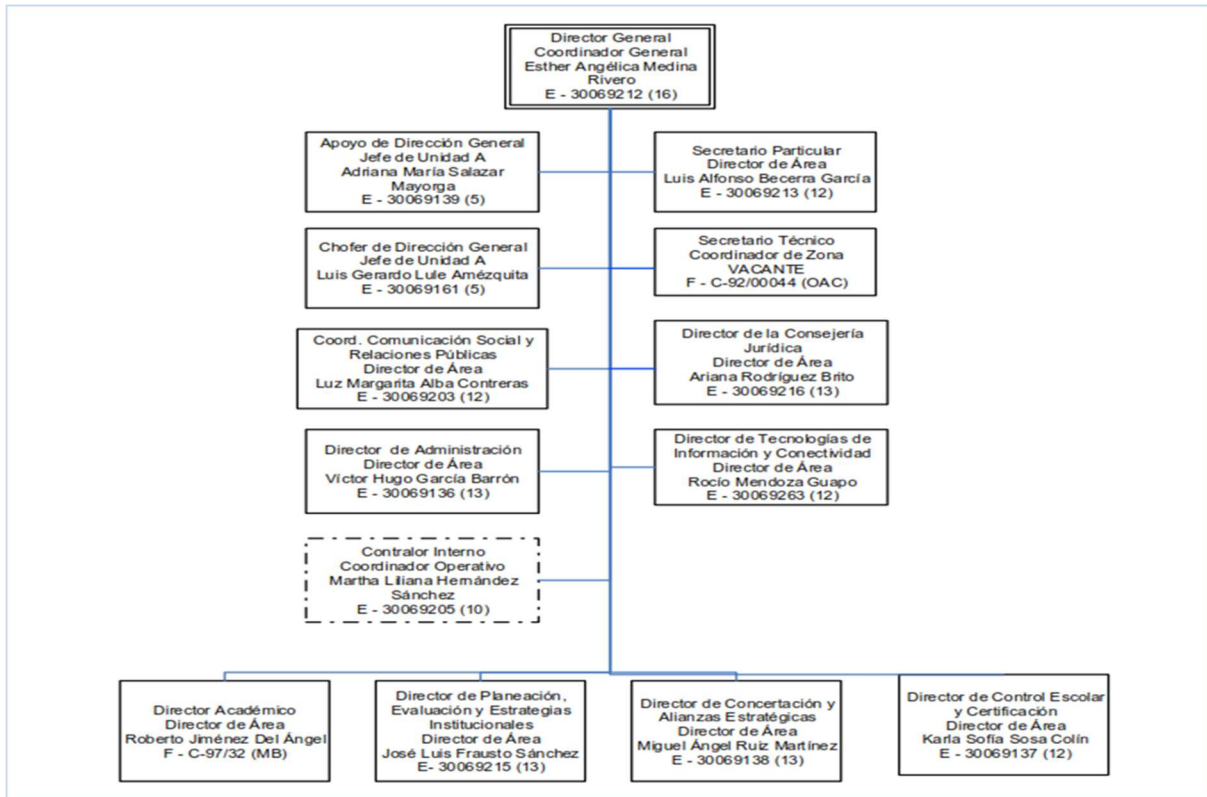 Director General
Coordinador General
Esther Angélica Medina
Rivero
E - 30069212 (16)
Apoyo de Dirección General
Jefe de Unidad A
Adriana María Salazar
Mayorga
E - 30069139 (5)
Secretario Particular
Director de Área
Luis Alfonso Becerra García
E - 30069213 (12)
Chofer de Dirección General
Jefe de Unidad A
Luis Gerardo Lule Amézquita
E - 30069161 (5)
Secretario Técnico
Coordinador de Zona
VACANTE
F - C-92/00044 (OAC)
Coord. Comunicación Social y
Relaciones Públicas
Director de Área
Luz Margarita Alba Contreras
E - 30069203 (12)
Director de la Consejería
Jurídica
Director de Área
Ariana Rodríguez Brito
E - 30069216 (13)
Director de Administración
Director de Área
Víctor Hugo García Barrón
E - 30069136 (13)
Director de Tecnologías de
Información y Conectividad
Director de Área
Rocío Mendoza Guapo
E - 30069263 (12)
Contralor Interno
Coordinador Operativo
Martha Liliana Hernández
Sánchez
E - 30069205 (10)
Director Académico
Director de Área
Roberto Jiménez Del Ángel
F - C-97/32 (MB)
Director de Planeación,
Evaluación y Estrategias
Institucionales
Director de Área
José Luis Frausto Sánchez
E- 30069215 (13)
Director de Concertación y
Alianzas Estratégicas
Director de Área
Miguel Ángel Ruiz Martínez
E - 30069138 (13)
Director de Control Escolar
y Certificación
Director de Área
Karla Sofía Sosa Colín
E - 30069137 (12)